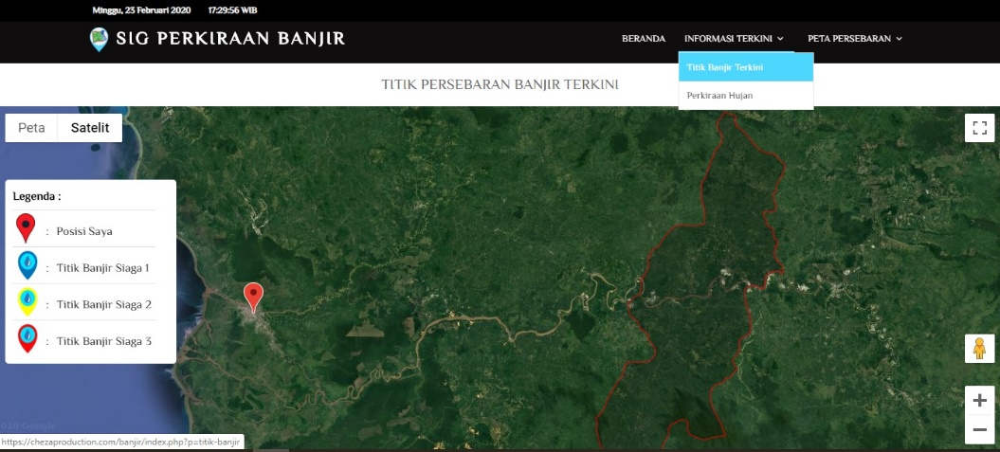 Minggu, 23 Februari 2020 17:29:56 WIB
SIG PERKIRAAN BANJIR
BERANDA INFORMASI TERKINI PETA PERSEBARAN
Titik Banjir Terkini
Perkiraan Hujan
TITIK PERSEBARAN BANJIR TERKINI
Peta Satelit
Legenda :
: Posisi Saya
: Titik Banjir Siaga 1
: Titik Banjir Siaga 2
: Titik Banjir Siaga 3
Google
https://chezaproduction.com/banjir/index.php?p=titik-banjir